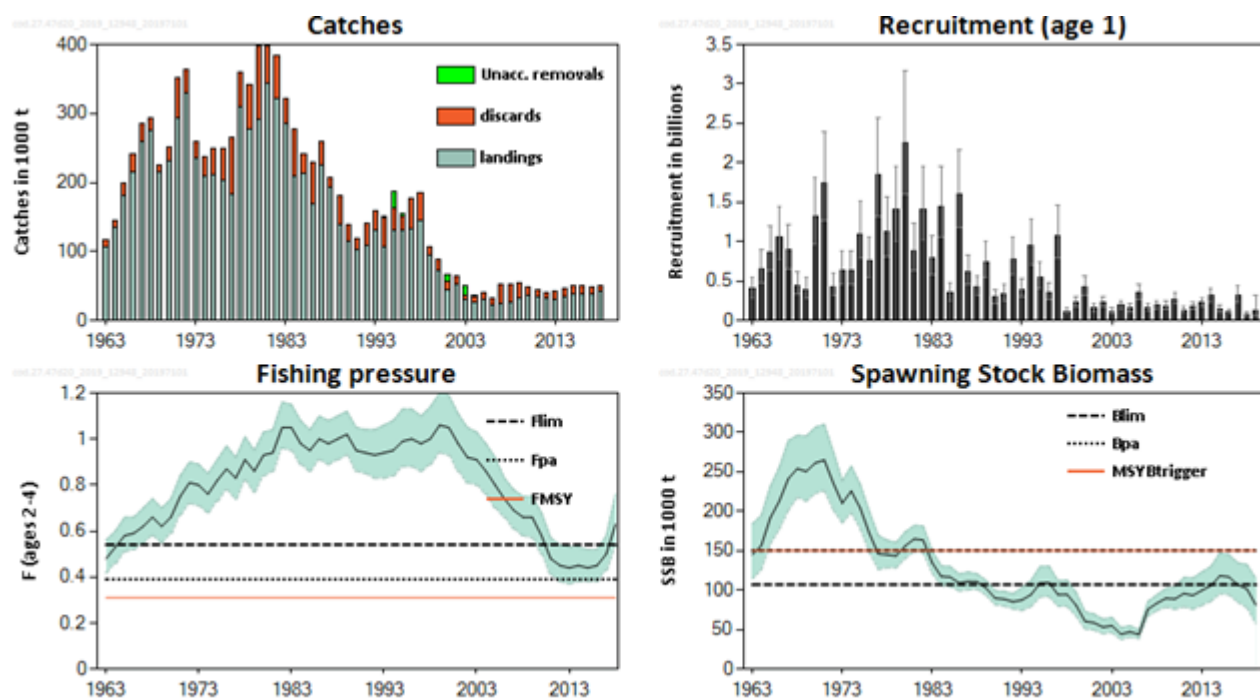 Catches
400
300
200
100
0
Catches in 1000 t
Unacc. removals
discards
landings
1963 1973 1983 1993 2003 2013
Recruitment (age 1)
3.5
3
2.5
2
1.5
1
0.5
0
Recruitment in billions
1963 1973 1983 1993 2003 2013
Fishing pressure
1.2
1
0.8
0.6
0.4
0.2
0
F (ages 2-4)
Flim
Fpa
FMSY
1963 1973 1983 1993 2003 2013
Spawning Stock Biomass
350
300
250
200
150
100
50
0
SSB in 1000 t
Blim
Bpa
MSYBtrigger
1963 1973 1983 1993 2003 2013